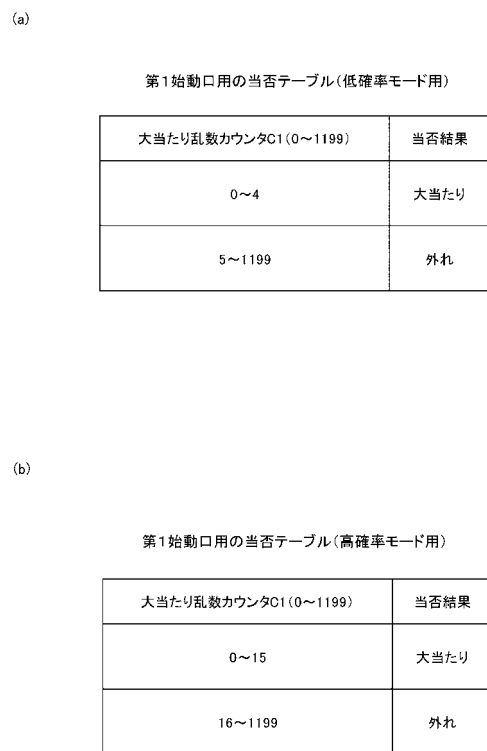 (a)
第1始動口用の当否テーブル(低確率モード用)
大当たり乱数カウンタC1(0～1199) 当否結果
0～4 大当たり
5～1199 外れ
(b)
第1始動口用の当否テーブル(高確率モード用)
大当たり乱数カウンタC1(0～1199) 当否結果
0～15 大当たり
16～1199 外れ